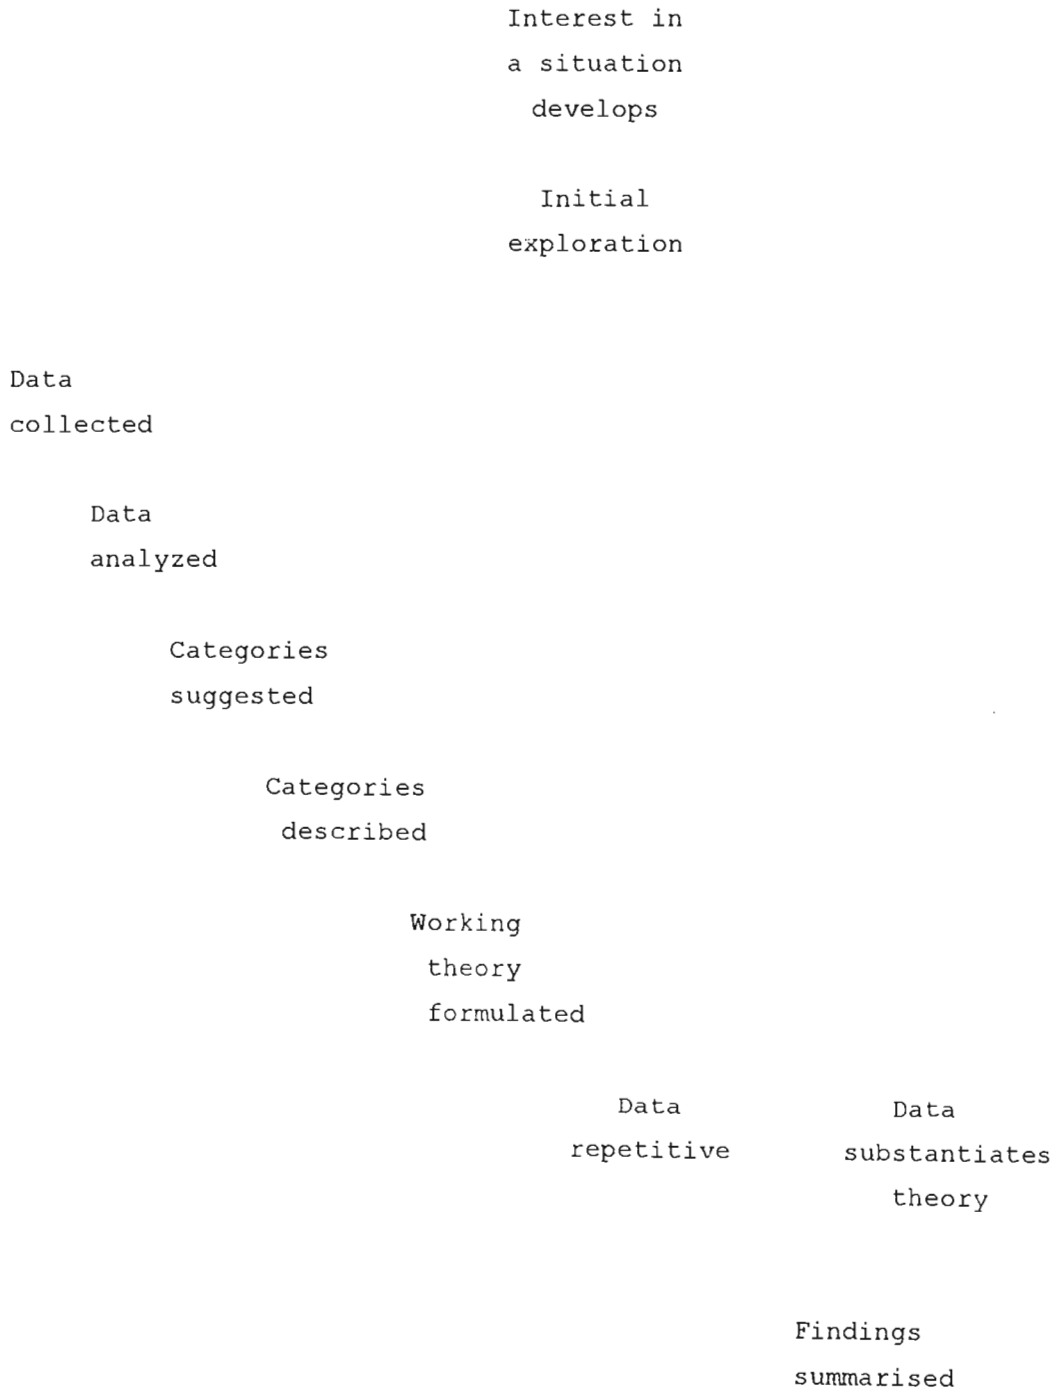 Interest in
a situation
develops
Initial
exploration
Data
collected
Data
analyzed
Categories
suggested
Categories
described
Working
theory
formulated
Data
repetitive
Data
substantiates
theory
Findings
summarised